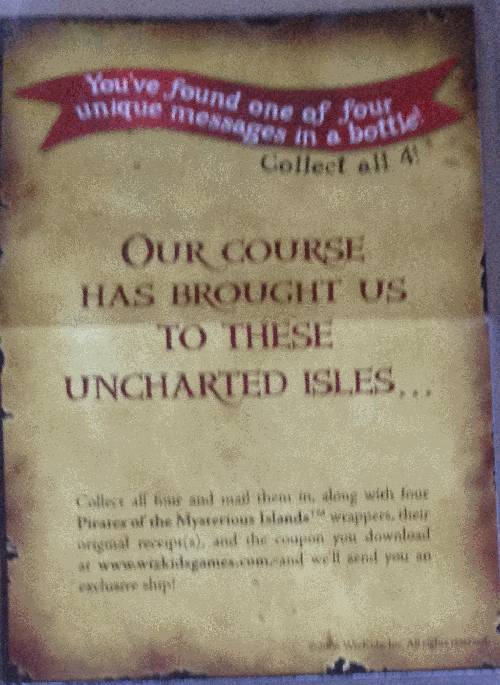 You've found one of four
unique messages in a bottle!
Collect all 4!
OUR COURSE
HAS BROUGHT US
TO THESE
UNCHARTED ISLES...
Collect all four and mail them in, along with four
Pirates of the Mysterious Islands™ wrappers, their
original receipt(s), and the coupon you download
at www.wizkidsgames.com, and we'll send you an
exclusive ship!
WizKids, Inc. All rights reserved.